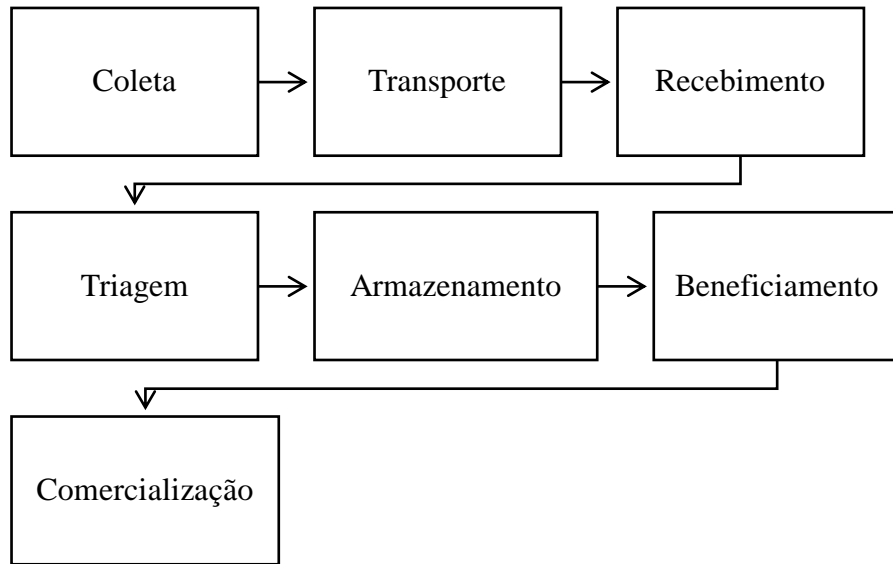 Coleta
Transporte
Recebimento
Triagem
Armazenamento
Beneficiamento
Comercialização